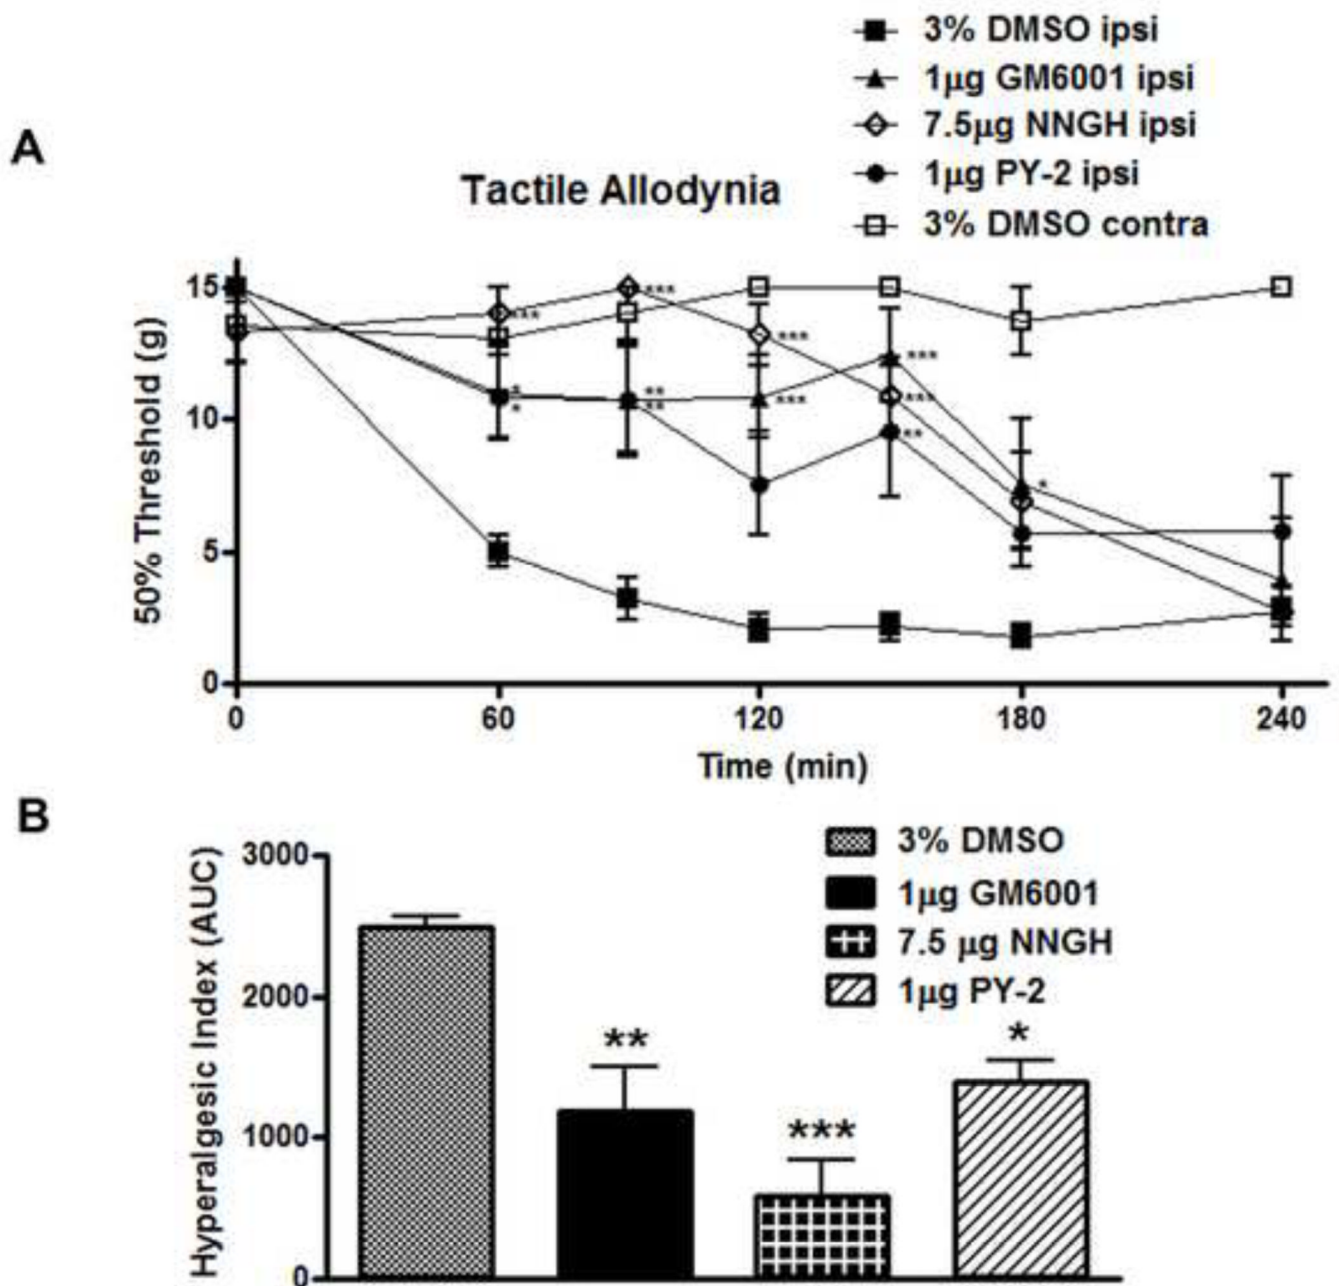 3% DMSO ipsi
1μg GM6001 ipsi
7.5μg NNGH ipsi
1μg PY-2 ipsi
3% DMSO contra
A
Tactile Allodynia
50% Threshold (g)
15
10
5
0
***
***
***
***
***
***
**
**
**
*
*
*
0
60
120
180
240
Time (min)
B
3% DMSO
1μg GM6001
7.5 μg NNGH
1μg PY-2
Hyperalgesic Index (AUC)
3000
2000
1000
0
**
***
*